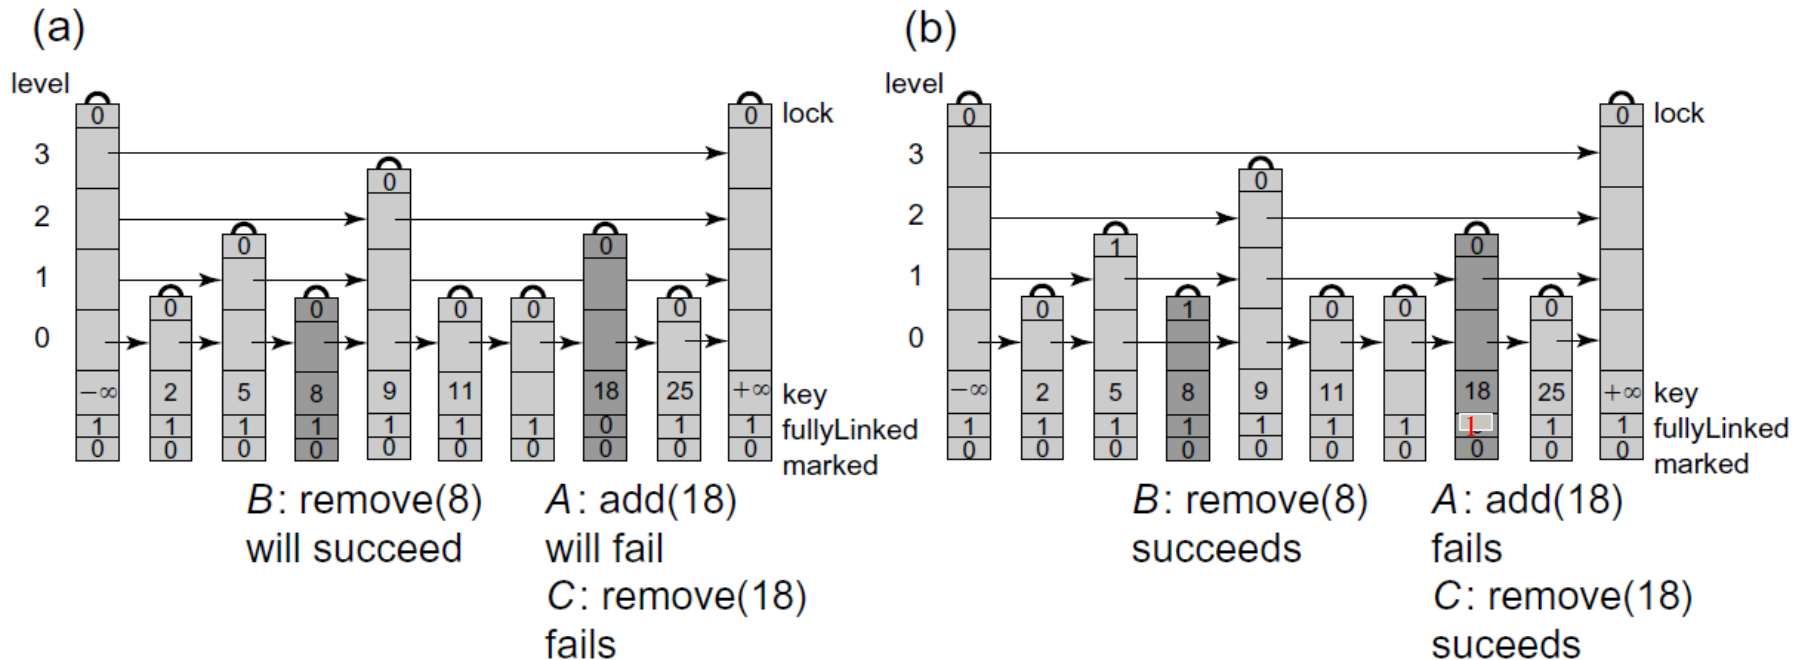 (a)
level
0 0 lock
3
0
2
0 0
1
0 0 0 0 0
0
−∞ 2 5 8 9 11 18 25 +∞ key
1 1 1 1 1 1 1 0 1 1 fullyLinked
0 0 0 0 0 0 0 0 0 0 marked
B: remove(8)
will succeed
A: add(18)
will fail
C: remove(18)
fails
(b)
level
0 0 lock
3
0
2
1 0
1
0 1 0 0 0
0
−∞ 2 5 8 9 11 18 25 +∞ key
1 1 1 1 1 1 1 1 1 1 fullyLinked
0 0 0 0 0 0 0 0 0 0 marked
B: remove(8)
succeeds
A: add(18)
fails
C: remove(18)
suceeds